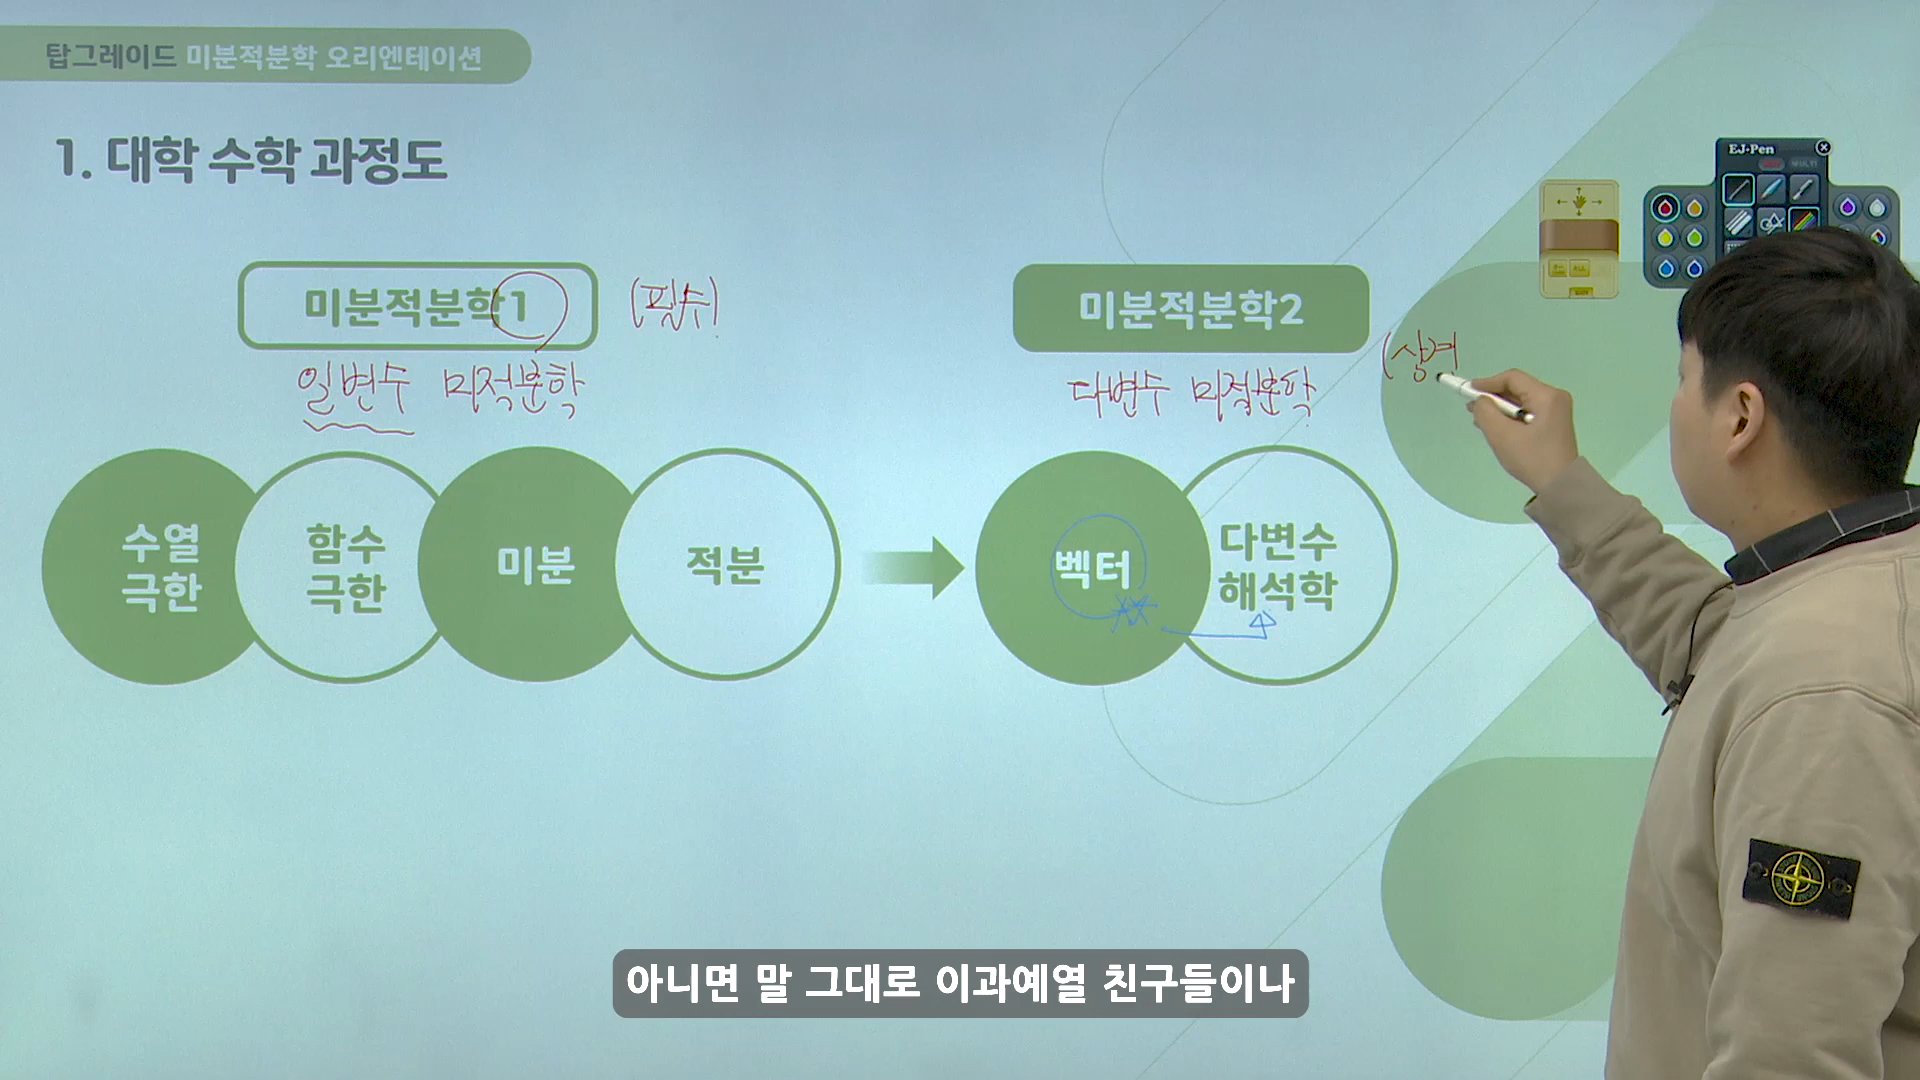 탑그레이드 미분적분학 오리엔테이션
1. 대학 수학 과정도
EJ-Pen
미분적분학1 (필수)
미분적분학2
일변수 미적분학
다변수 미적분학
수열 극한
함수 극한
미분
적분
벡터
다변수 해석학
아니면 말 그대로 이과예열 친구들이나